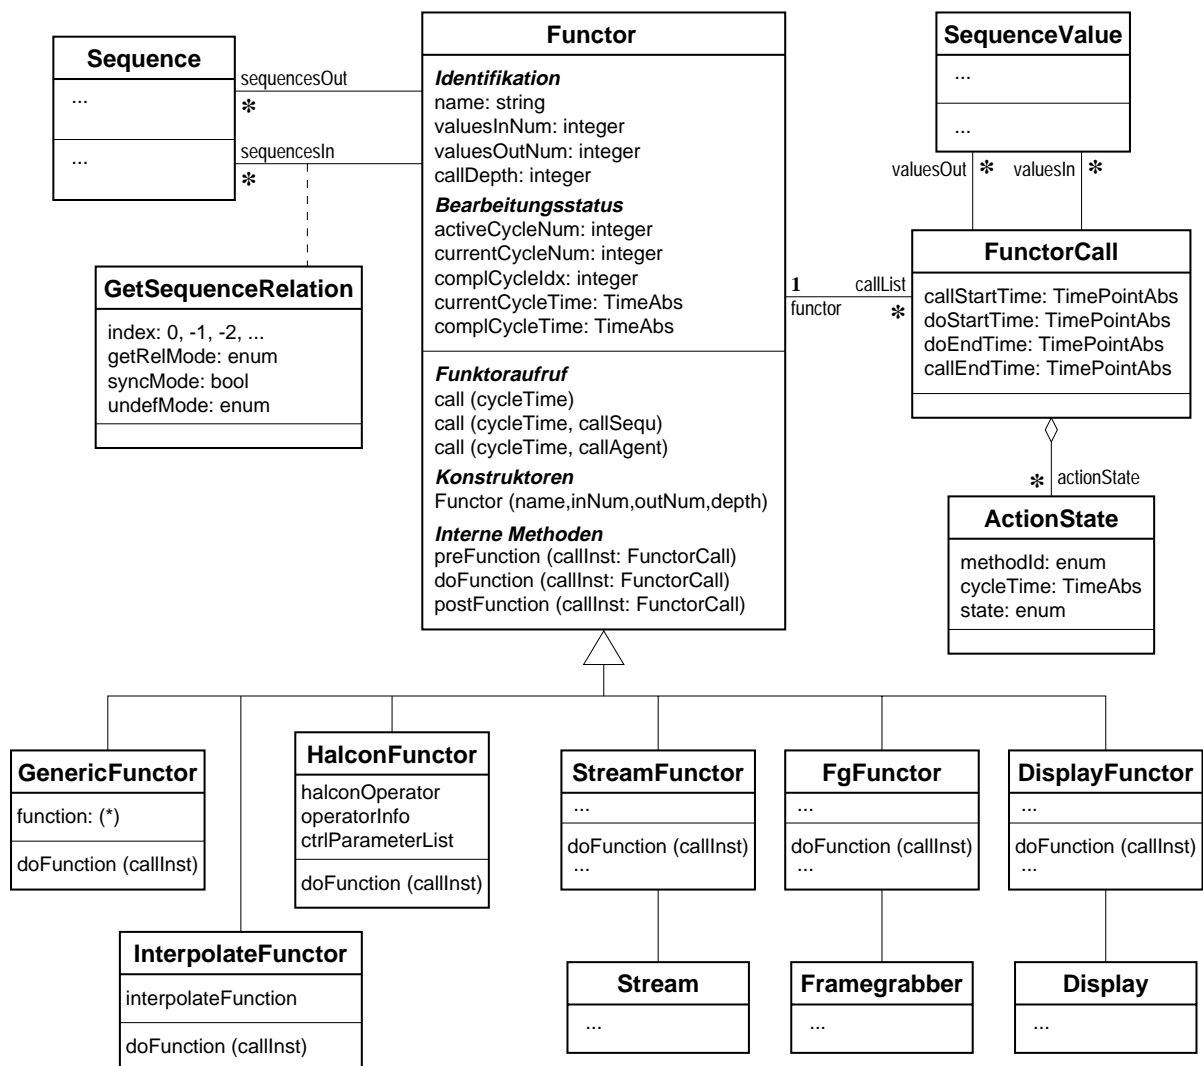 Sequence
...
...
sequencesOut
*
sequencesIn
*
GetSequenceRelation
index: 0, -1, -2, ...
getRelMode: enum
syncMode: bool
undefMode: enum
Functor
Identifikation
name: string
valuesInNum: integer
valuesOutNum: integer
callDepth: integer
Bearbeitungsstatus
activeCycleNum: integer
currentCycleNum: integer
complCycleIdx: integer
currentCycleTime: TimeAbs
complCycleTime: TimeAbs
Funktoraufruf
call (cycleTime)
call (cycleTime, callSequ)
call (cycleTime, callAgent)
Konstruktoren
Functor (name,inNum,outNum,depth)
Interne Methoden
preFunction (callInst: FunctorCall)
doFunction (callInst: FunctorCall)
postFunction (callInst: FunctorCall)
SequenceValue
...
...
valuesOut * valuesIn *
1 callList
functor *
FunctorCall
callStartTime: TimePointAbs
doStartTime: TimePointAbs
doEndTime: TimePointAbs
callEndTime: TimePointAbs
* actionState
ActionState
methodId: enum
cycleTime: TimeAbs
state: enum
GenericFunctor
function: (*)
doFunction (callInst)
InterpolateFunctor
interpolateFunction
doFunction (callInst)
HalconFunctor
halconOperator
operatorInfo
ctrlParameterList
doFunction (callInst)
StreamFunctor
...
doFunction (callInst)
...
Stream
...
FgFunctor
...
doFunction (callInst)
...
Framegrabber
...
DisplayFunctor
...
doFunction (callInst)
...
Display
...